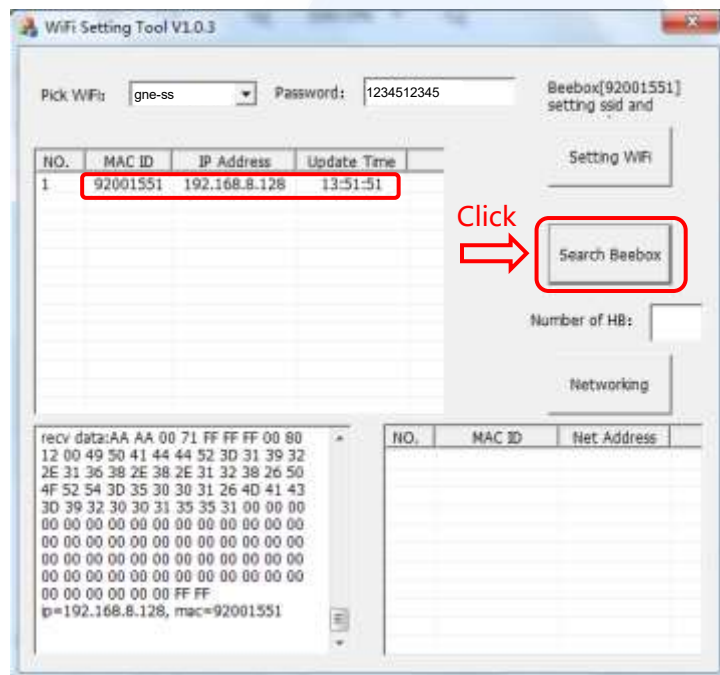 WiFi Setting Tool V1.0.3
Pick WiFi: gne-ss Password: 1234512345 Beebox[92001551]
setting ssid and
Setting WiFi
NO. MAC ID IP Address Update Time
1 92001551 192.168.8.128 13:51:51
Click
Search Beebox
Number of HB:
Networking
recv data:AA AA 00 71 FF FF FF 00 80
12 00 49 50 41 44 44 52 3D 31 39 32
2E 31 36 38 2E 38 2E 31 32 38 26 50
4F 52 54 3D 35 30 30 31 26 4D 41 43
3D 39 32 30 30 31 35 35 31 00 00 00
00 00 00 00 00 00 00 00 00 00 00 00
00 00 00 00 00 00 00 00 00 00 00 00
00 00 00 00 00 00 00 00 00 00 00 00
00 00 00 00 00 00 00 00 00 00 00 00
00 00 00 00 00 00 FF FF
ip=192.168.8.128, mac=92001551
NO. MAC ID Net Address